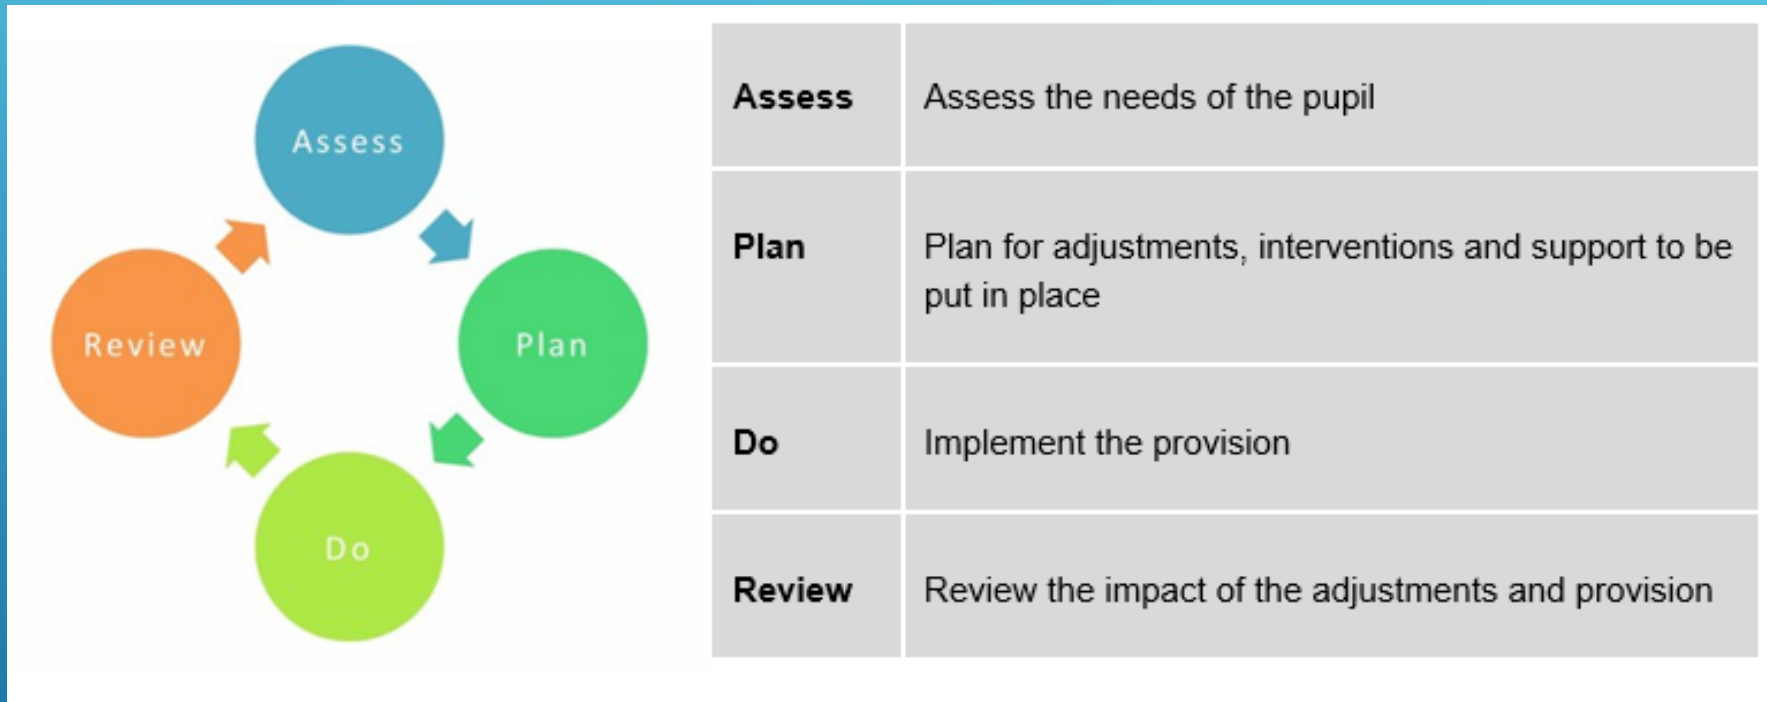 Assess
Plan
Do
Review
Assess Assess the needs of the pupil
Plan Plan for adjustments, interventions and support to be
put in place
Do Implement the provision
Review Review the impact of the adjustments and provision